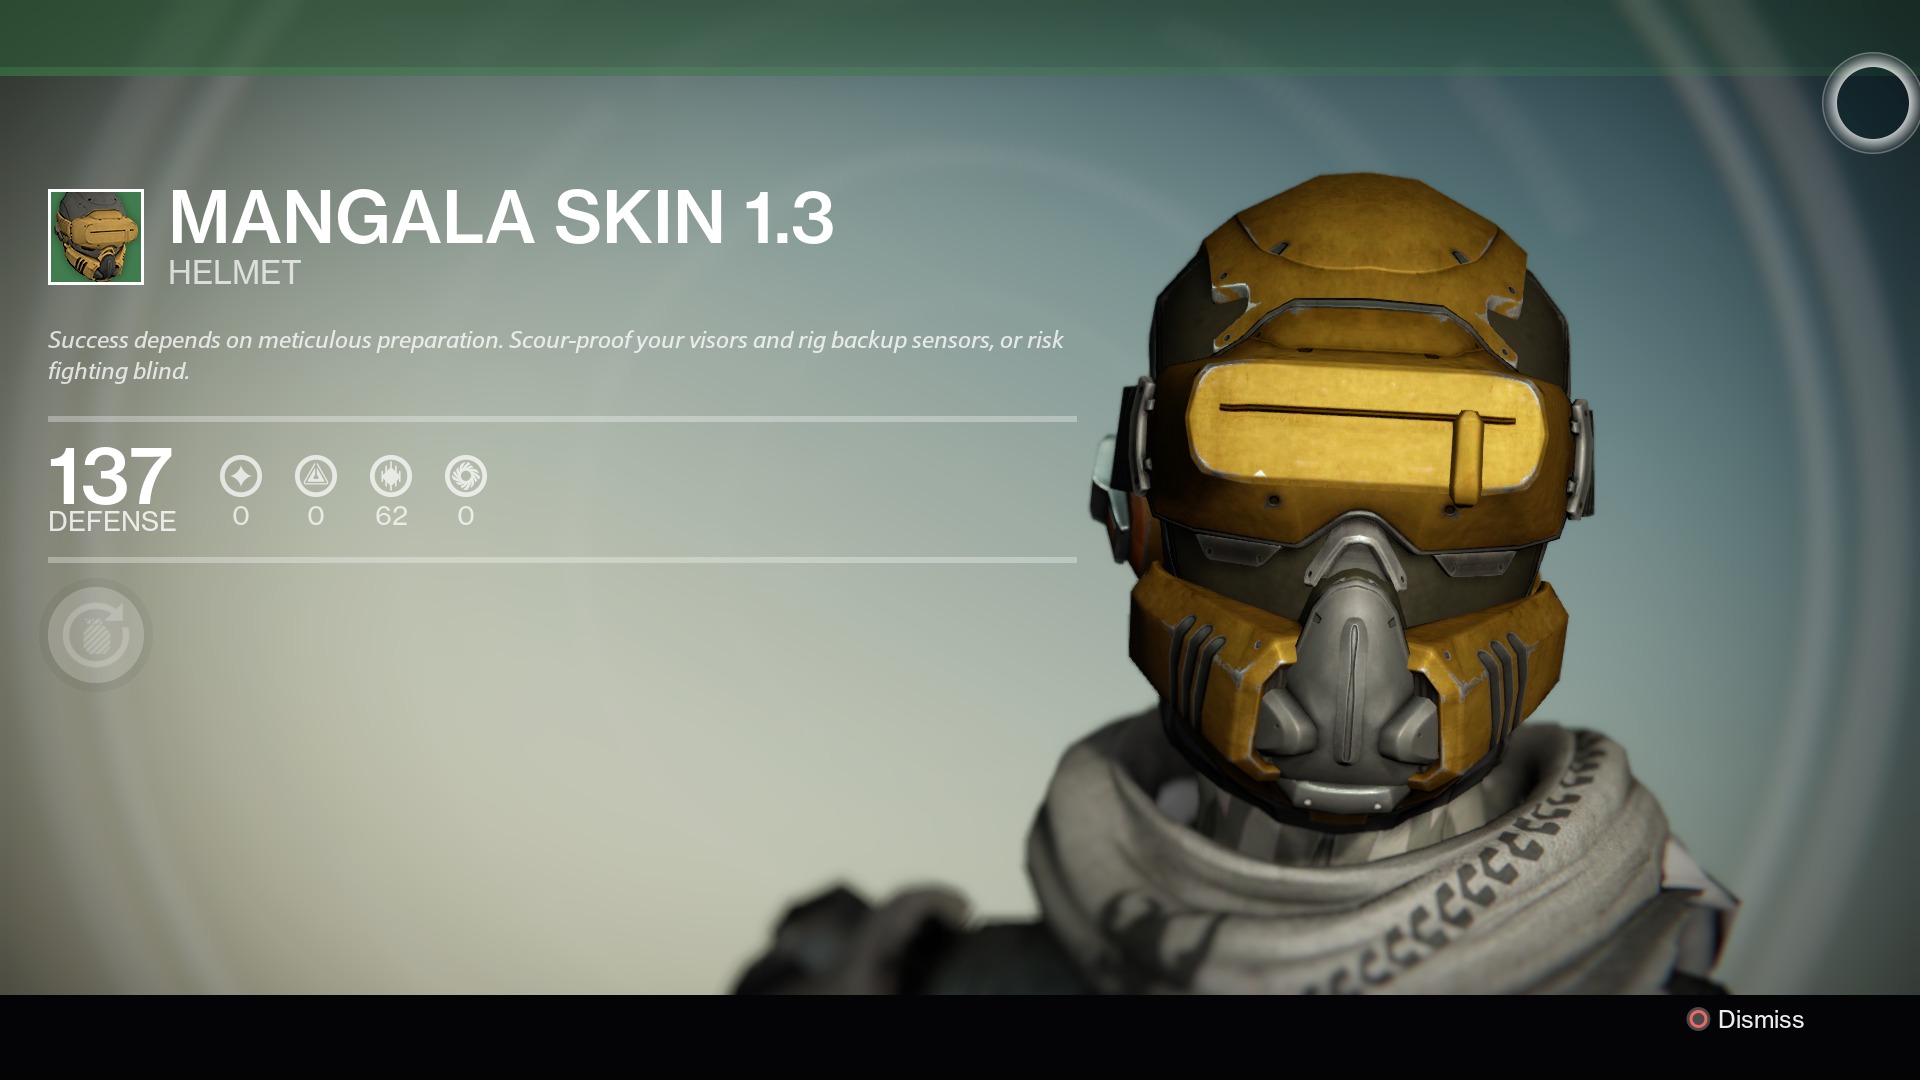 MANGALA SKIN 1.3
HELMET
Success depends on meticulous preparation. Scour-proof your visors and rig backup sensors, or risk
fighting blind.
137
DEFENSE
0 0 62 0
Dismiss